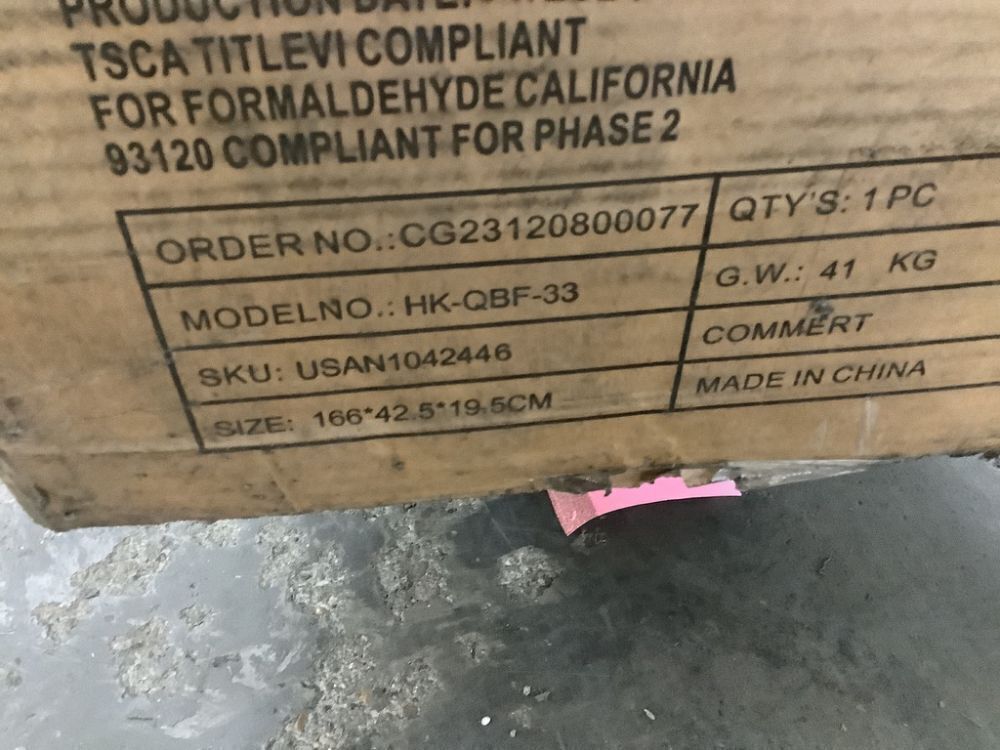 PRODUCTION
TSCA TITLEVI COMPLIANT
FOR FORMALDEHYDE CALIFORNIA
93120 COMPLIANT FOR PHASE 2
ORDER NO.:CG23120800077 QTY'S: 1 PC
MODELNO.: HK-QBF-33 G.W.: 41 KG
SKU: USAN1042446 COMMERT
SIZE: 166*42.5*19.5CM MADE IN CHINA